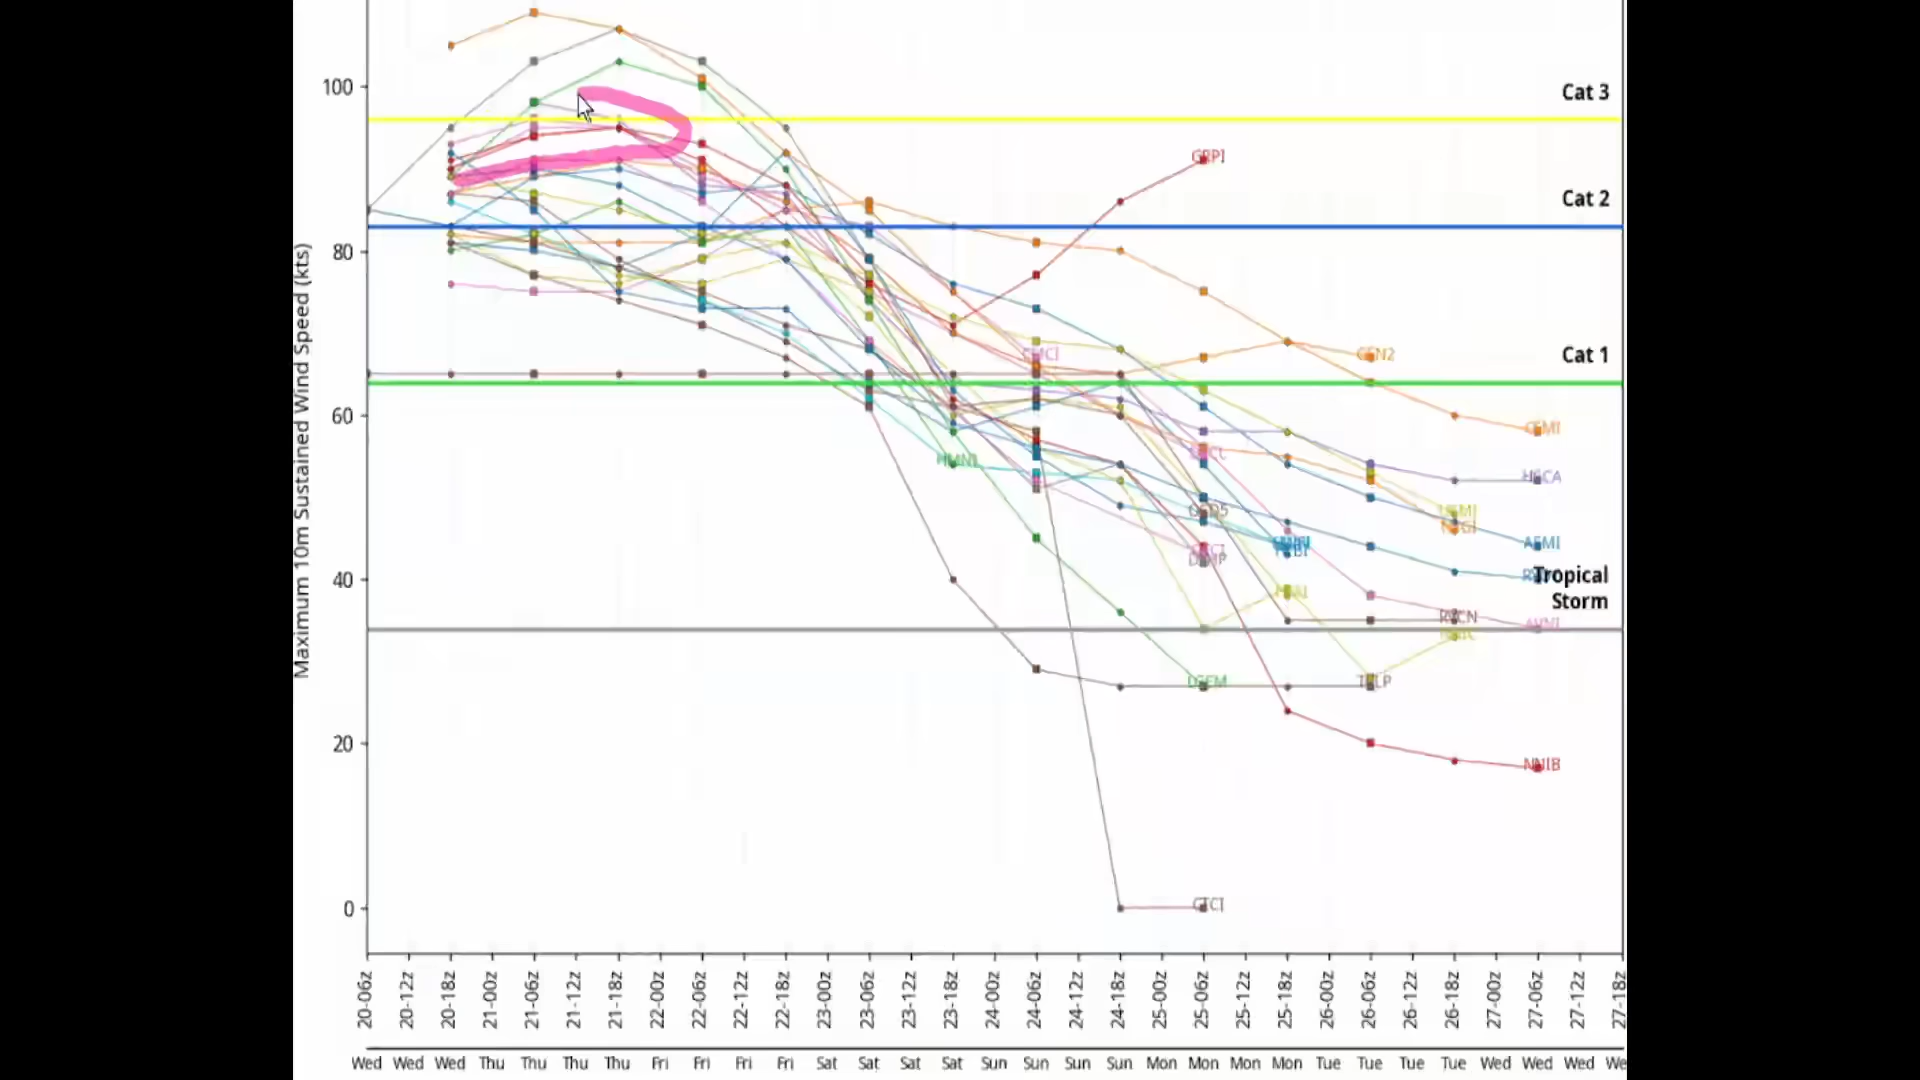 100
Cat 3
GRPI
Cat 2
80
Maximum 10m Sustained Wind Speed (kts)
Cat 1
60
HMNI
HCCA
AEMI
40
Tropical
Storm
RVCN
TCLP
20
NNIB
0
CTCI
20-06z 20-12z 20-18z 21-00z 21-06z 21-12z 21-18z 22-00z 22-06z 22-12z 22-18z 23-00z 23-06z 23-12z 23-18z 24-00z 24-06z 24-12z 24-18z 25-00z 25-06z 25-12z 25-18z 26-00z 26-06z 26-12z 26-18z 27-00z 27-06z 27-12z 27-18z
Wed Wed Wed Thu Thu Thu Thu Fri Fri Fri Fri Sat Sat Sat Sat Sun Sun Sun Sun Mon Mon Mon Mon Tue Tue Tue Tue Wed Wed Wed We